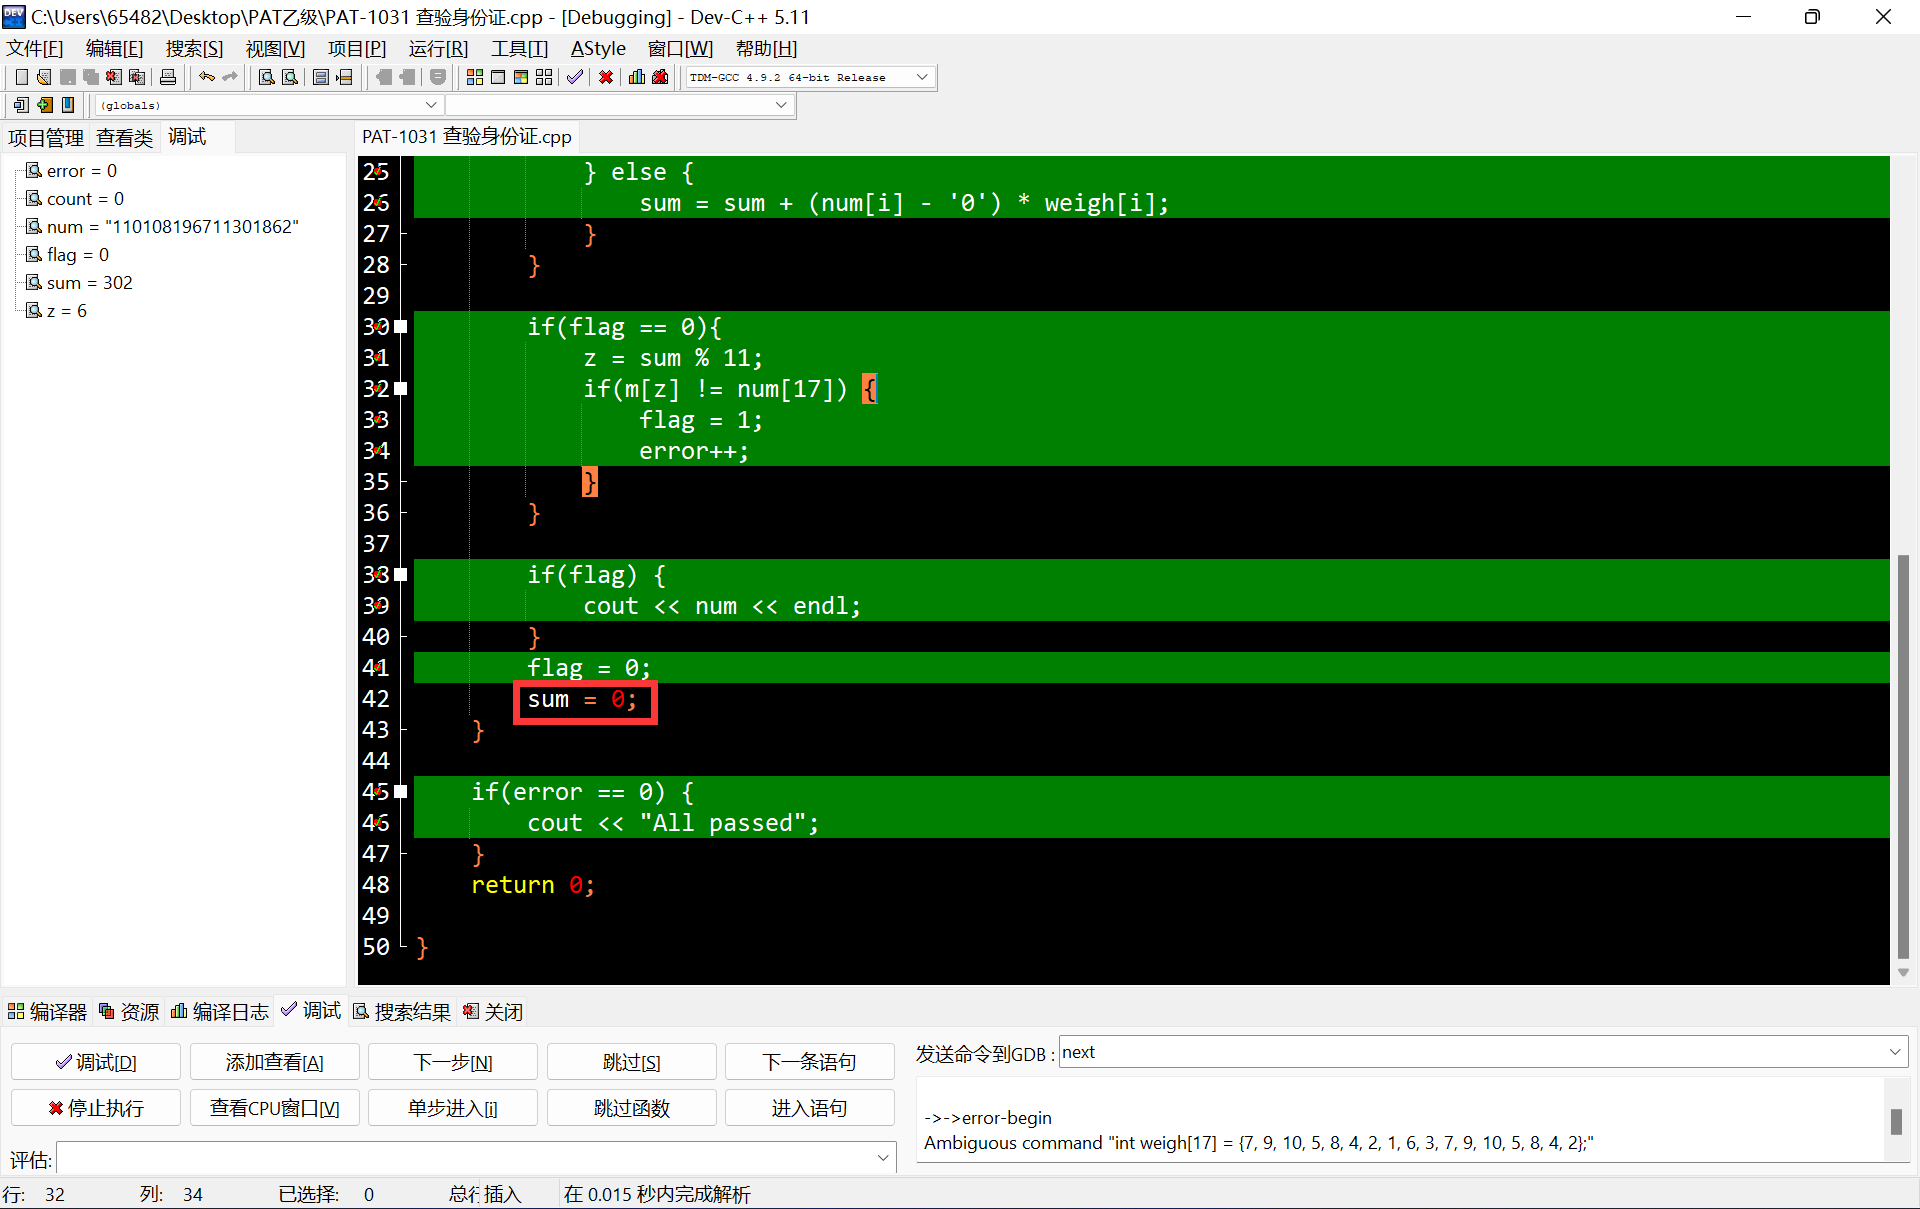 C:\Users\65482\Desktop\PAT乙级\PAT-1031 查验身份证.cpp - [Debugging] - Dev-C++ 5.11
文件[F] 编辑[E] 搜索[S] 视图[V] 项目[P] 运行[R] 工具[T] AStyle 窗口[W] 帮助[H]
TDM-GCC 4.9.2 64-bit Release
(globals)
项目管理 查看类 调试
PAT-1031 查验身份证.cpp
error = 0
count = 0
num = "110108196711301862"
flag = 0
sum = 302
z = 6
25 } else {
26 sum = sum + (num[i] - '0') * weigh[i];
27 }
28 }
29
30 if(flag == 0){
31 z = sum % 11;
32 if(m[z] != num[17]) {
33 flag = 1;
34 error++;
35 }
36 }
37
38 if(flag) {
39 cout << num << endl;
40 }
41 flag = 0;
42 sum = 0;
43 }
44
45 if(error == 0) {
46 cout << "All passed";
47 }
48 return 0;
49
50 }
编译器 资源 编译日志 调试 搜索结果 关闭
调试[D] 添加查看[A] 下一步[N] 跳过[S] 下一条语句
停止执行 查看CPU窗口[V] 单步进入[i] 跳过函数 进入语句
评估:
发送命令到GDB: next
->->error-begin
Ambiguous command "int weigh[17] = {7, 9, 10, 5, 8, 4, 2, 1, 6, 3, 7, 9, 10, 5, 8, 4, 2};"
行: 32 列: 34 已选择: 0 总行 插入 在 0.015 秒内完成解析